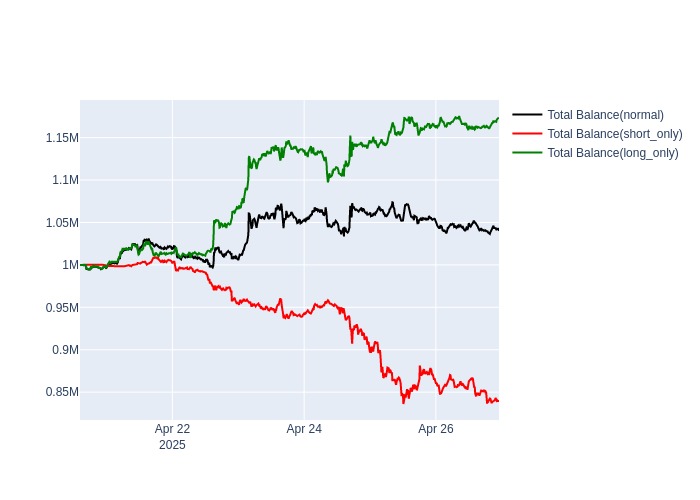 Total Balance(normal)
Total Balance(short_only)
Total Balance(long_only)
1.15M
1.1M
1.05M
1M
0.95M
0.9M
0.85M
Apr 22
2025
Apr 24
Apr 26